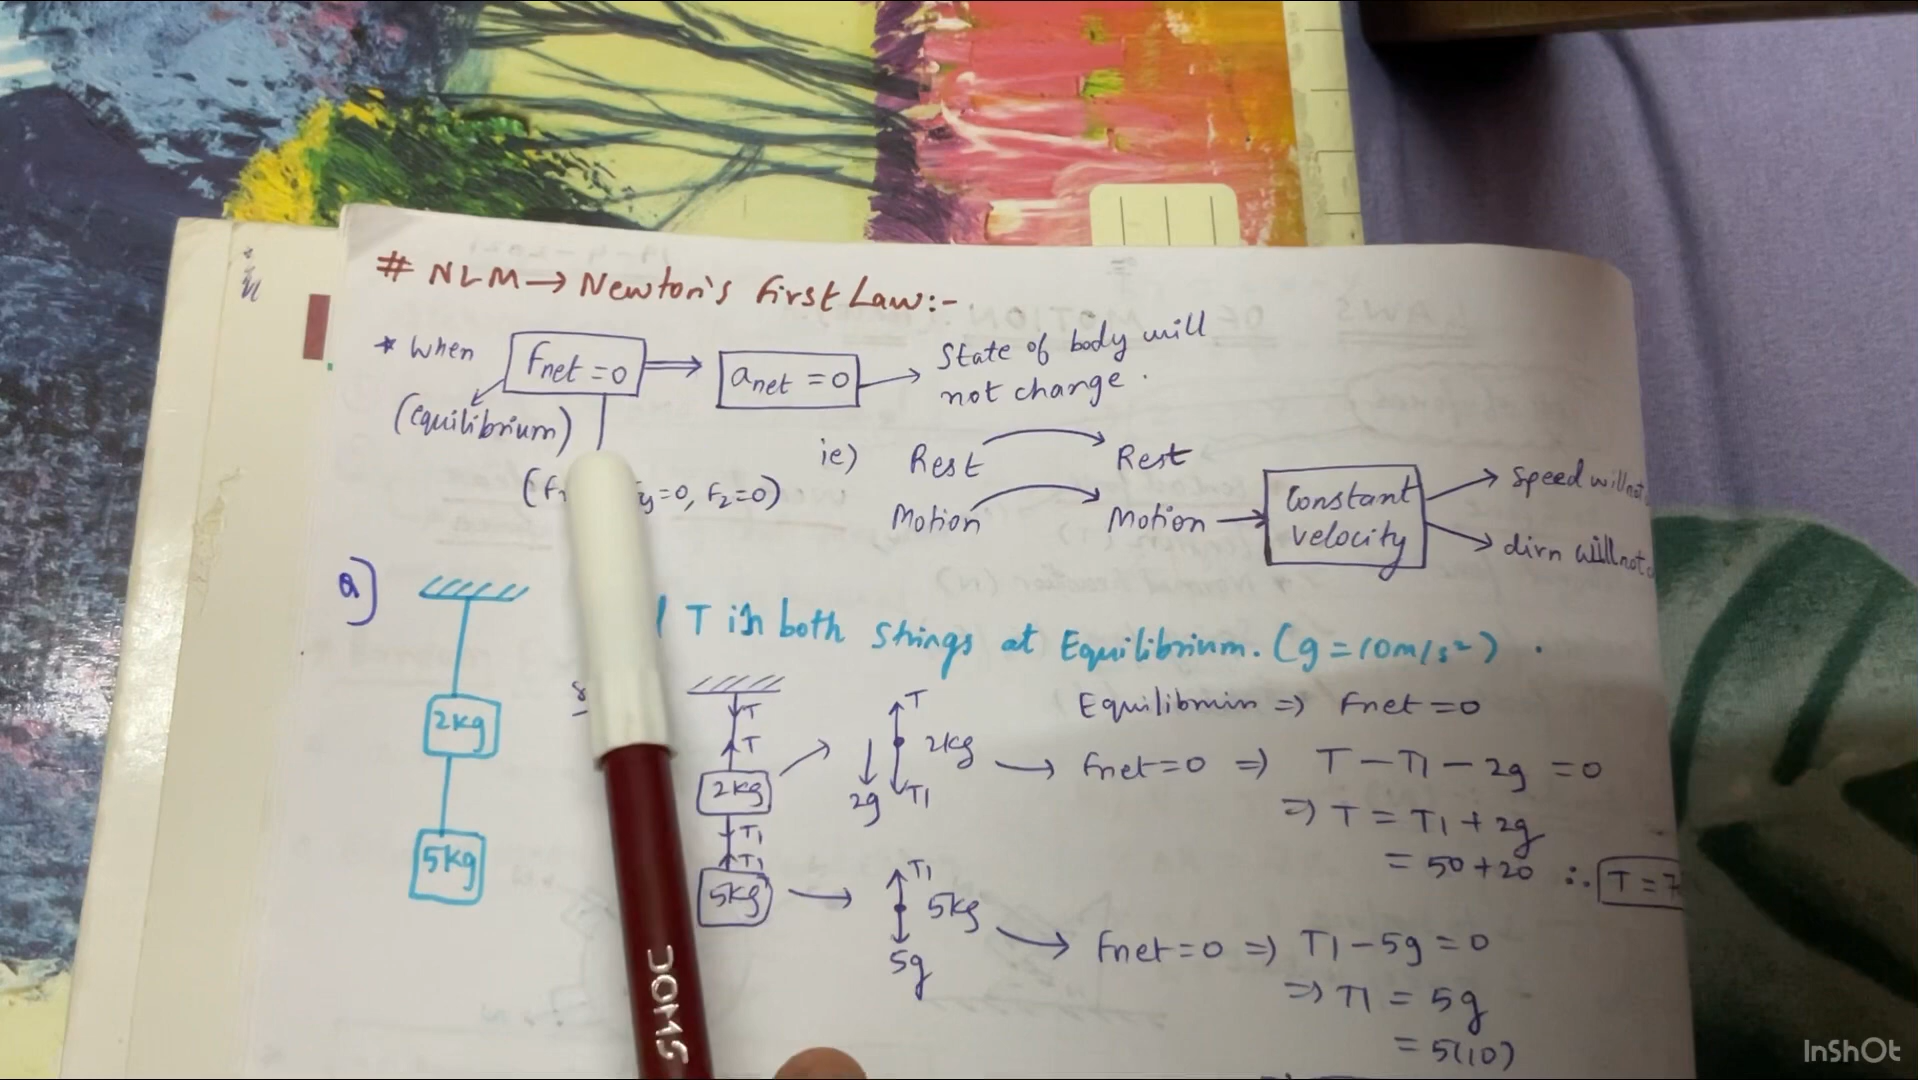 # NLM → Newton's First Law:-
* When Fnet = 0 ⇒ anet = 0 → State of body will
not change.
(equilibrium)
ie) Rest → Rest
y=0, Fz=0)
Motion → Motion → Constant velocity → Speed will not
dirn will not
Q]
T in both strings at Equilibrium. (g=10m/s²).
2kg
5kg
T
T
2kg
T1
T1
5kg
T
2kg
2g
T1
Equilibrium ⇒ Fnet=0
→ Fnet=0 ⇒ T-T1-2g=0
⇒ T=T1+2g
= 50+20 ∴ T=7
T1
5kg
5g
→ Fnet=0 ⇒ T1-5g=0
⇒ T1=5g
=5(10)
DOMS
InShOt